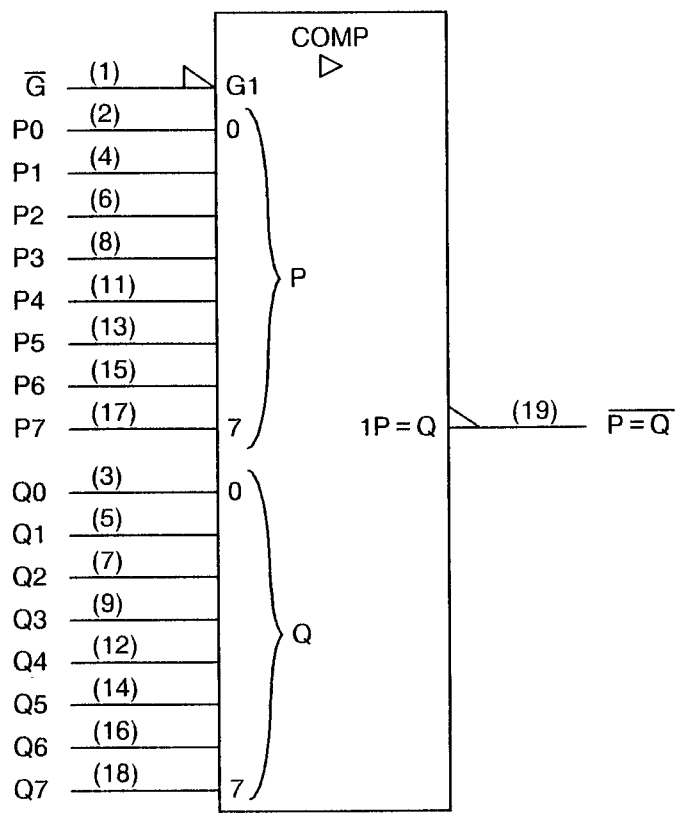 COMP
G̅ (1) G1
P0 (2) 0
P1 (4)
P2 (6)
P3 (8)
P
P4 (11)
P5 (13)
P6 (15)
P7 (17) 7
1P = Q (19) P̅ ̅=̅ ̅Q̅
Q0 (3) 0
Q1 (5)
Q2 (7)
Q3 (9)
Q
Q4 (12)
Q5 (14)
Q6 (16)
Q7 (18) 7